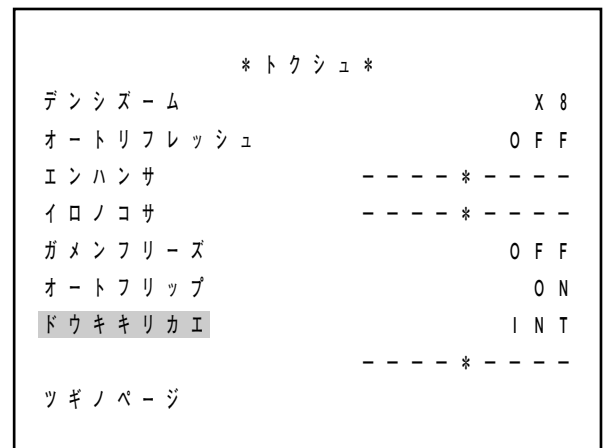 *トクシュ*
デンシズーム X8
オートリフレッシュ OFF
エンハンサ ----*----
イロノコサ ----*----
ガメンフリーズ OFF
オートフリップ ON
ドウキキリカエ INT
----*----
ツギノページ